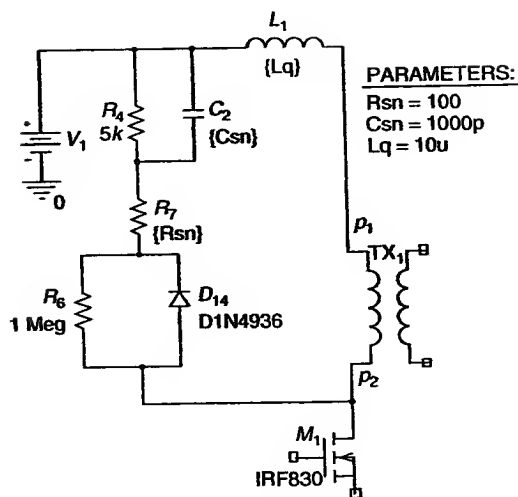 L1
{Lq}
PARAMETERS:
Rsn = 100
Csn = 1000p
Lq = 10u
R4
5k
C2
{Csn}
+
V1
-
0
R7
{Rsn}
p1
TX1
R6
1 Meg
D14
D1N4936
p2
M1
IRF830